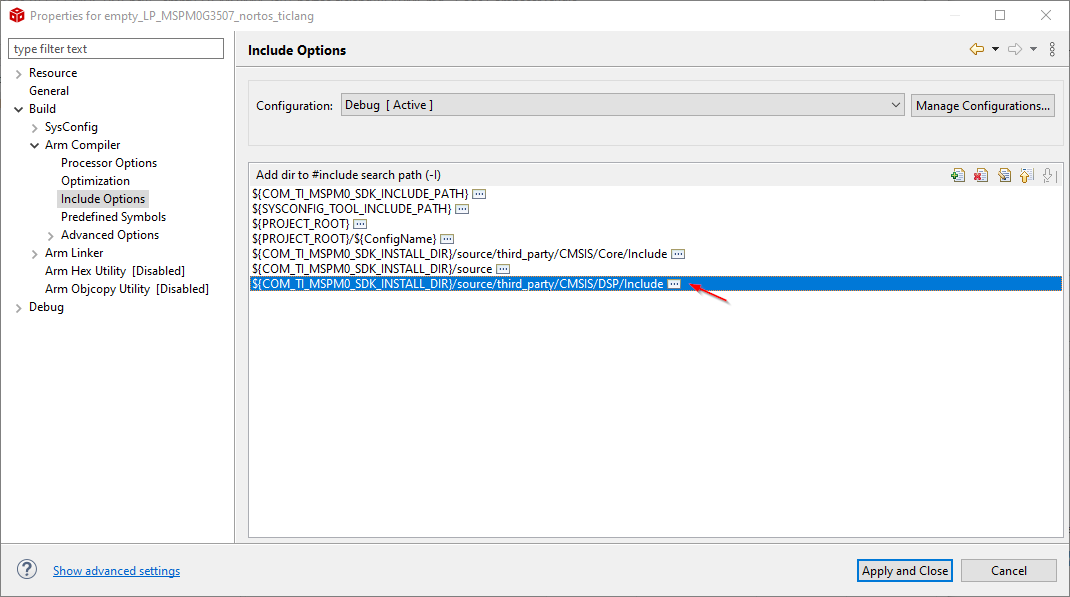 Properties for empty_LP_MSPM0G3507_nortos_ticlang
type filter text
Resource
General
Build
SysConfig
Arm Compiler
Processor Options
Optimization
Include Options
Predefined Symbols
Advanced Options
Arm Linker
Arm Hex Utility [Disabled]
Arm Objcopy Utility [Disabled]
Debug
Include Options
Configuration: Debug [ Active ] Manage Configurations...
Add dir to #include search path (-I)
${COM_TI_MSPM0_SDK_INCLUDE_PATH}
${SYSCONFIG_TOOL_INCLUDE_PATH}
${PROJECT_ROOT}
${PROJECT_ROOT}/${ConfigName}
${COM_TI_MSPM0_SDK_INSTALL_DIR}/source/third_party/CMSIS/Core/Include
${COM_TI_MSPM0_SDK_INSTALL_DIR}/source
${COM_TI_MSPM0_SDK_INSTALL_DIR}/source/third_party/CMSIS/DSP/Include
Show advanced settings
Apply and Close Cancel